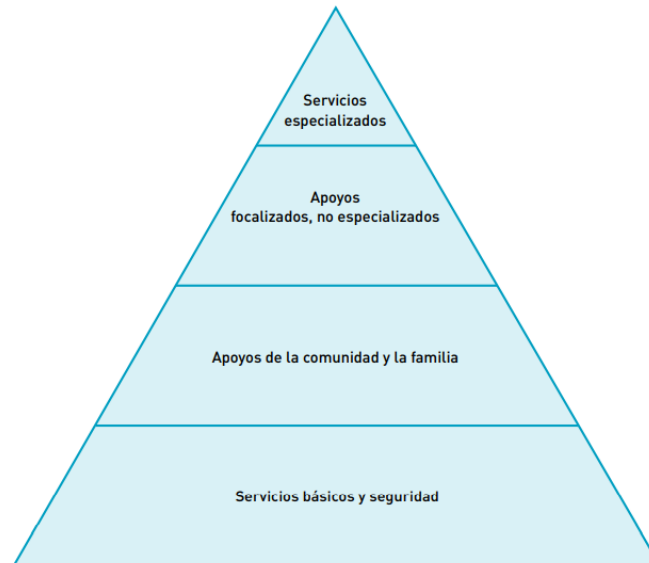 Servicios
especializados
Apoyos
focalizados, no especializados
Apoyos de la comunidad y la familia
Servicios básicos y seguridad